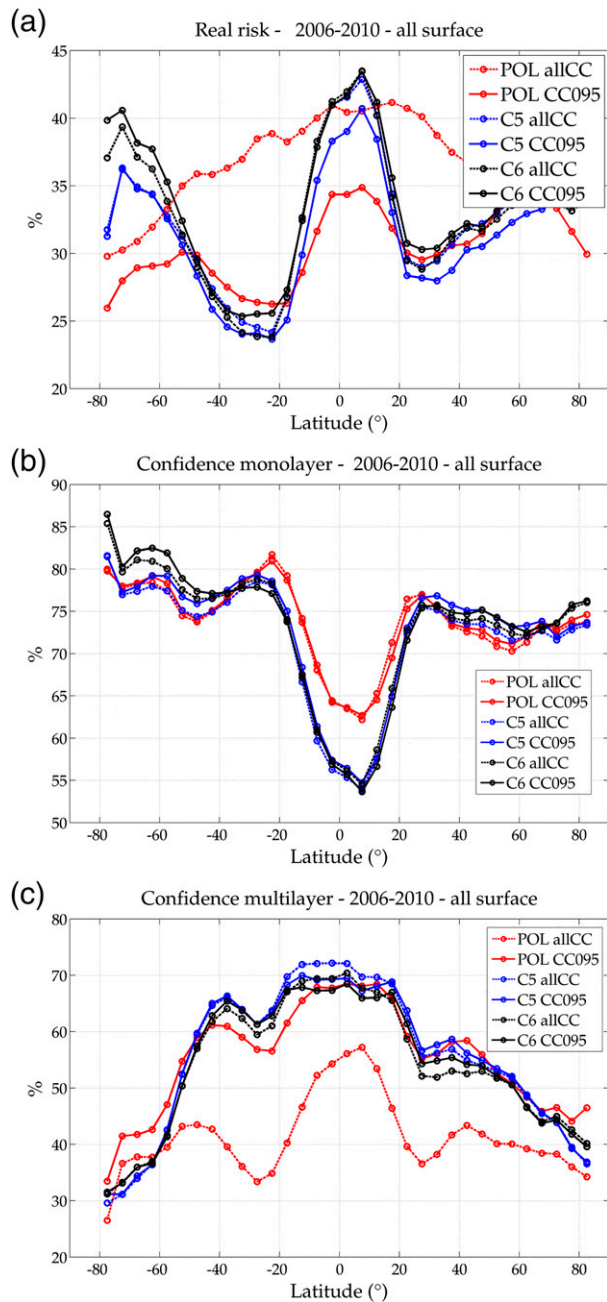 (a)
Real risk - 2006-2010 - all surface
45
40
35
30
25
20
%
-80 -60 -40 -20 0 20 40 60 80
Latitude (°)
POL allCC
POL CC095
C5 allCC
C5 CC095
C6 allCC
C6 CC095
(b)
Confidence monolayer - 2006-2010 - all surface
90
85
80
75
70
65
60
55
50
%
-80 -60 -40 -20 0 20 40 60 80
Latitude (°)
POL allCC
POL CC095
C5 allCC
C5 CC095
C6 allCC
C6 CC095
(c)
Confidence multilayer - 2006-2010 - all surface
80
70
60
50
40
30
20
%
-80 -60 -40 -20 0 20 40 60 80
Latitude (°)
POL allCC
POL CC095
C5 allCC
C5 CC095
C6 allCC
C6 CC095